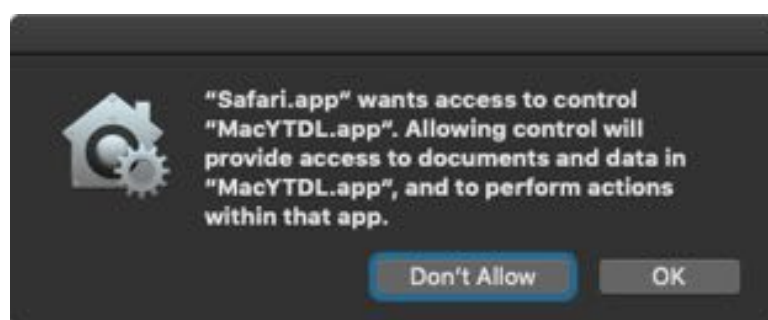 “Safari.app” wants access to control
“MacYTDL.app”. Allowing control will
provide access to documents and data in
“MacYTDL.app”, and to perform actions
within that app.
Don’t Allow OK